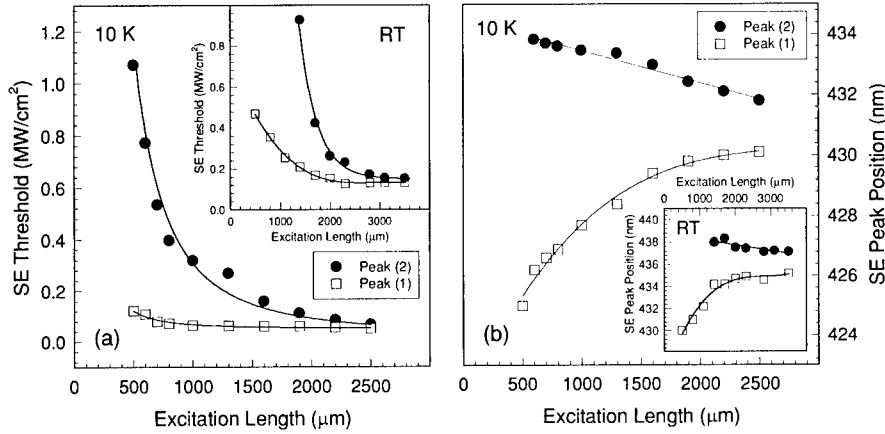 10 K
RT
SE Threshold (MW/cm²)
1.2
1.0
0.8
0.6
0.4
0.2
0.0
SE Threshold (MW/cm²)
0.8
0.6
0.4
0.2
0
0 1000 2000 3000
Excitation Length (μm)
Peak (2)
Peak (1)
(a)
0 500 1000 1500 2000 2500
Excitation Length (μm)
10 K
Peak (2)
Peak (1)
434
432
430
428
426
424
SE Peak Position (nm)
Excitation Length (μm)
0 1000 2000 3000
RT
SE Peak Position (nm)
440
438
436
434
432
430
(b)
0 500 1000 1500 2000 2500
Excitation Length (μm)